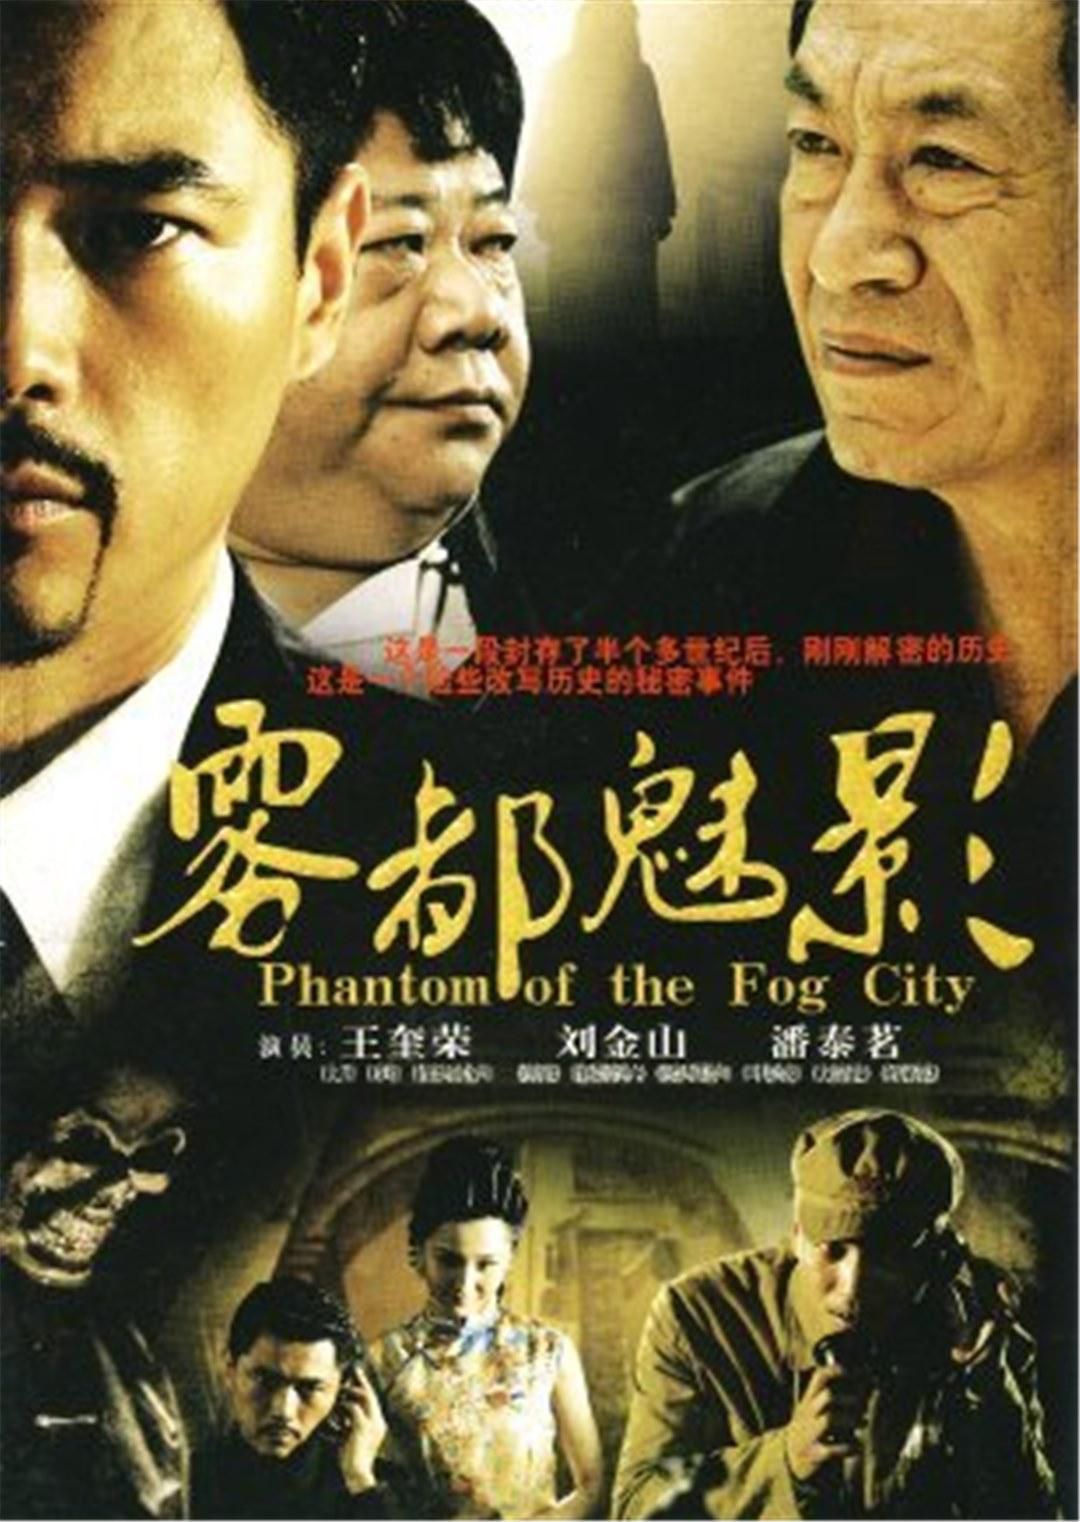 这是一段封存了半个多世纪后，刚刚解密的历史
这是一个险些改写历史的秘密事件
雾都魅影
Phantom of the Fog City
演员：王奎荣 刘金山 潘泰茗